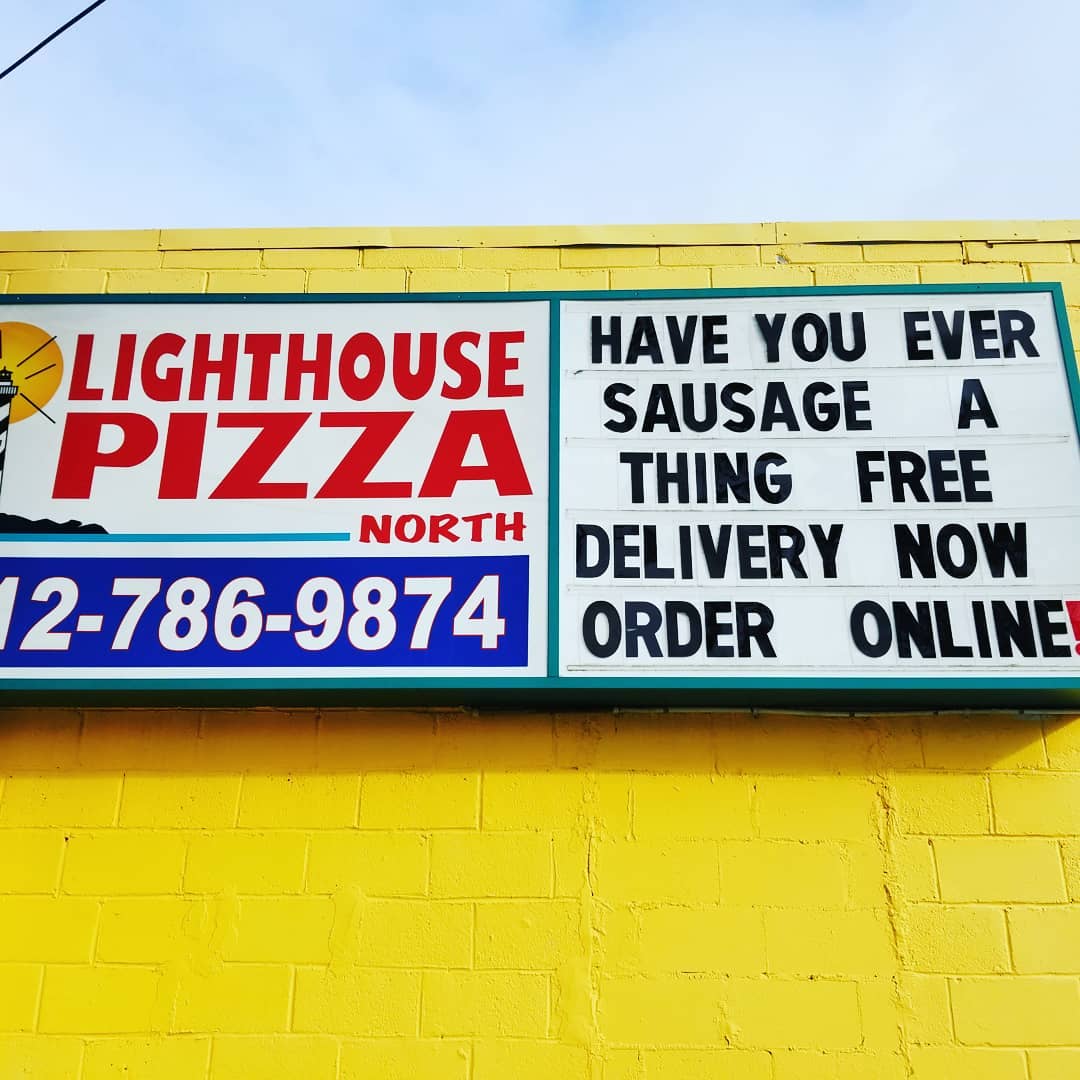 LIGHTHOUSE
PIZZA
NORTH
12-786-9874
HAVE YOU EVER
SAUSAGE A
THING FREE
DELIVERY NOW
ORDER ONLINE!